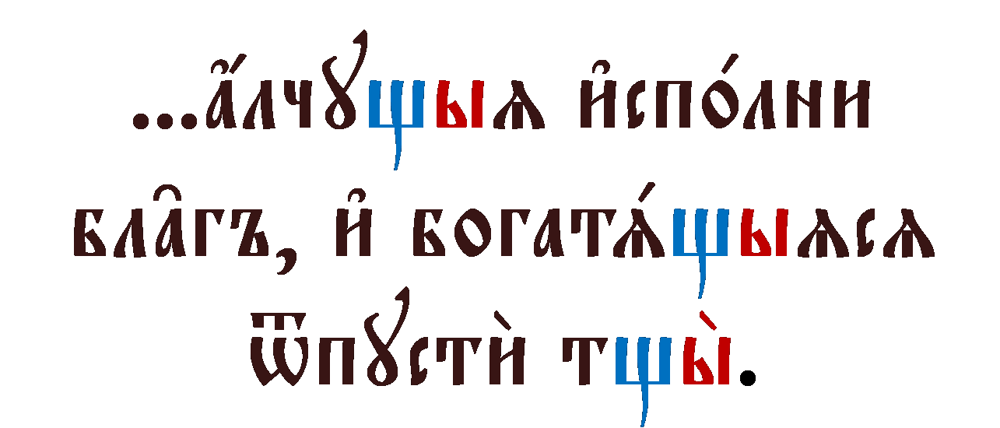 ...а҆́лчꙋщыѧ и҆спо́лни
бла̑гъ, и҆ богатѧ́щыѧсѧ
ѿпꙋстѝ тщы̀.